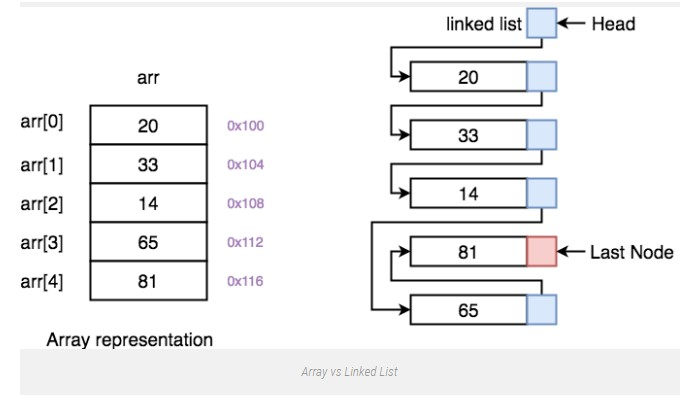 linked list
Head
arr
arr[0] 20 0x100
arr[1] 33 0x104
arr[2] 14 0x108
arr[3] 65 0x112
arr[4] 81 0x116
Array representation
20
33
14
81
Last Node
65
Array vs Linked List